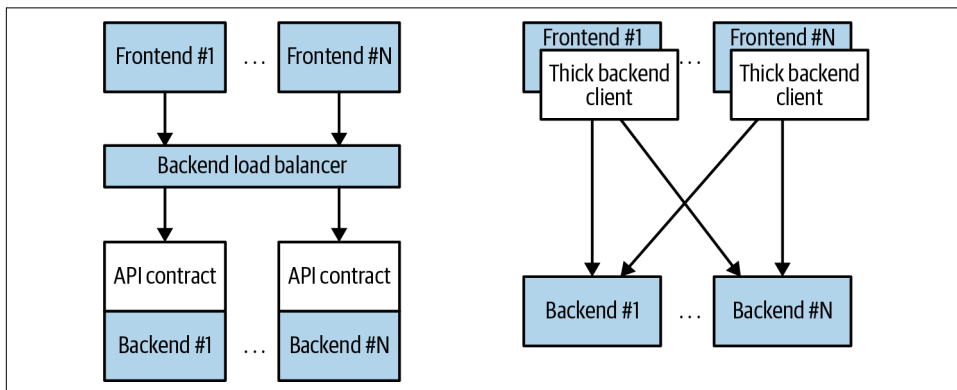 Frontend #1
...
Frontend #N
Backend load balancer
API contract
API contract
Backend #1
...
Backend #N
Frontend #1
...
Frontend #N
Thick backend
client
Thick backend
client
Backend #1
...
Backend #N